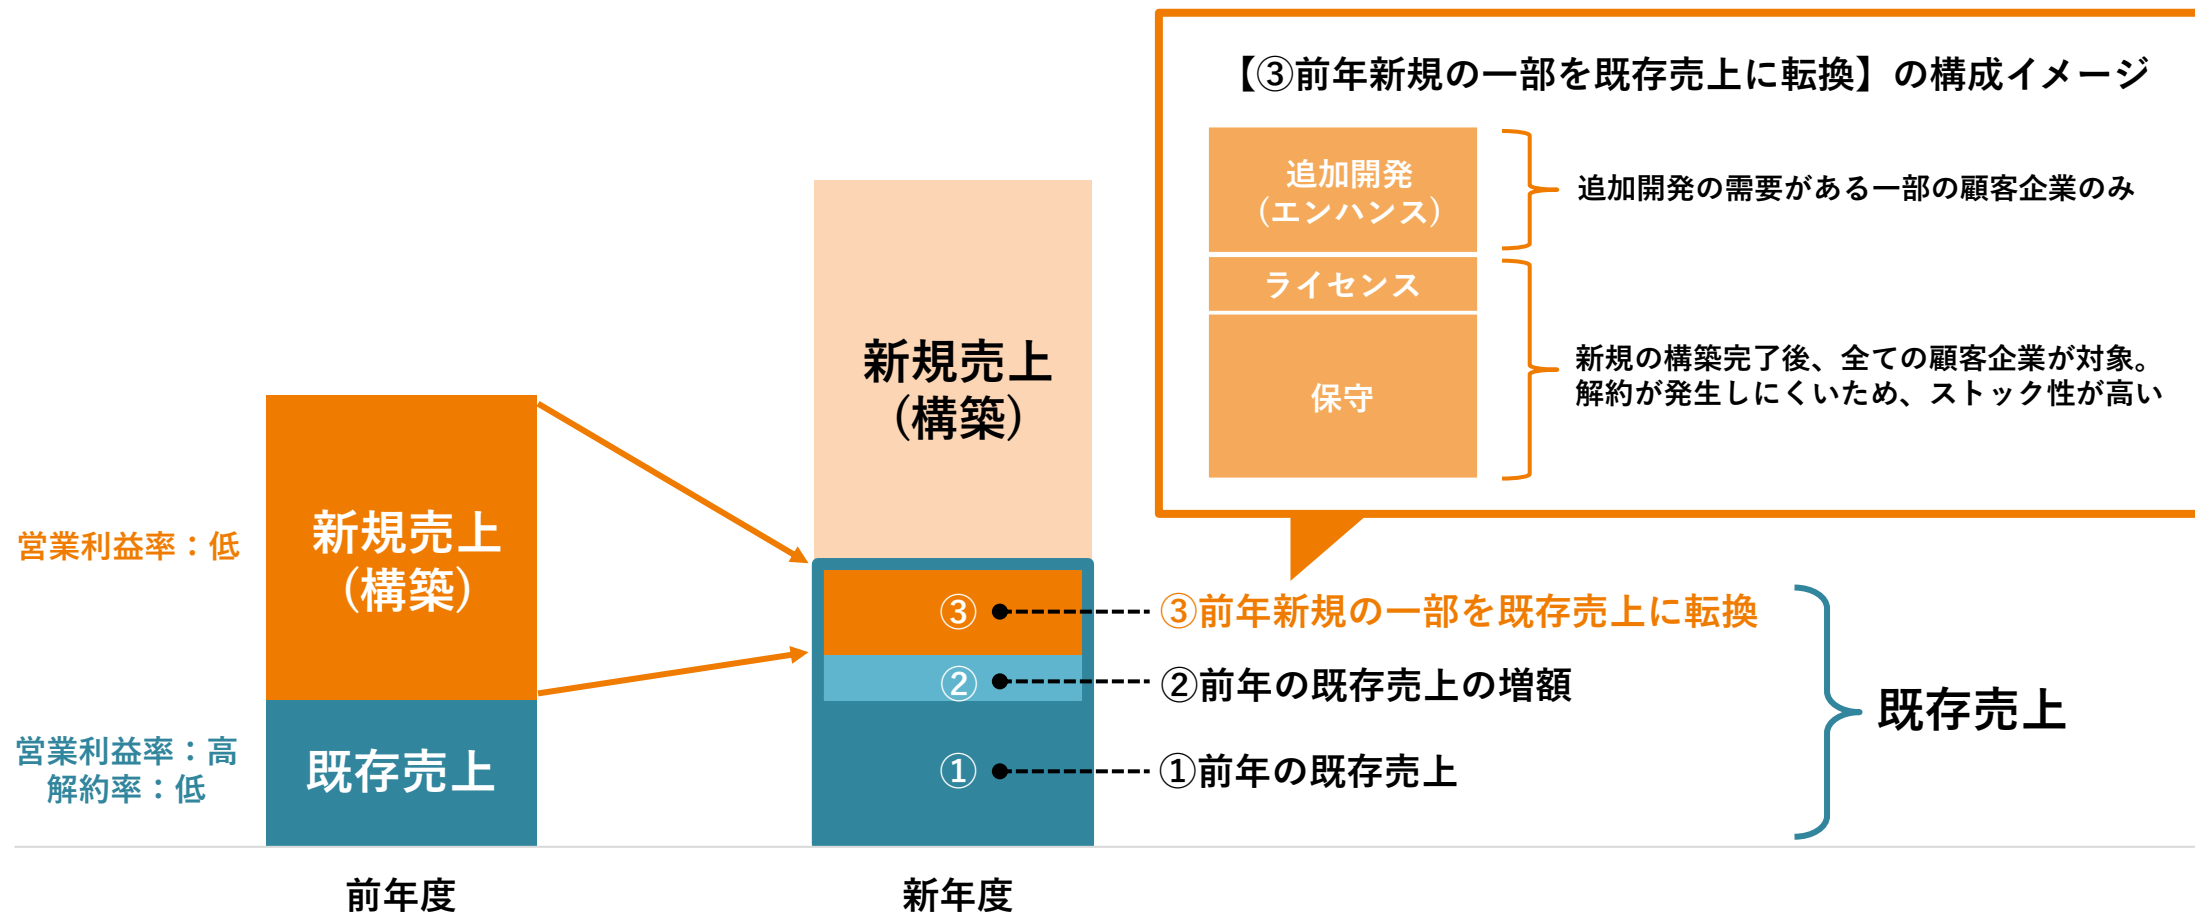 【③前年新規の一部を既存売上に転換】の構成イメージ
追加開発
(エンハンス)
追加開発の需要がある一部の顧客企業のみ
ライセンス
保守
新規の構築完了後、全ての顧客企業が対象。
解約が発生しにくいため、ストック性が高い
営業利益率：低
新規売上
(構築)
営業利益率：高
解約率：低
既存売上
新規売上
(構築)
③
②
①
③前年新規の一部を既存売上に転換
②前年の既存売上の増額
①前年の既存売上
既存売上
前年度
新年度